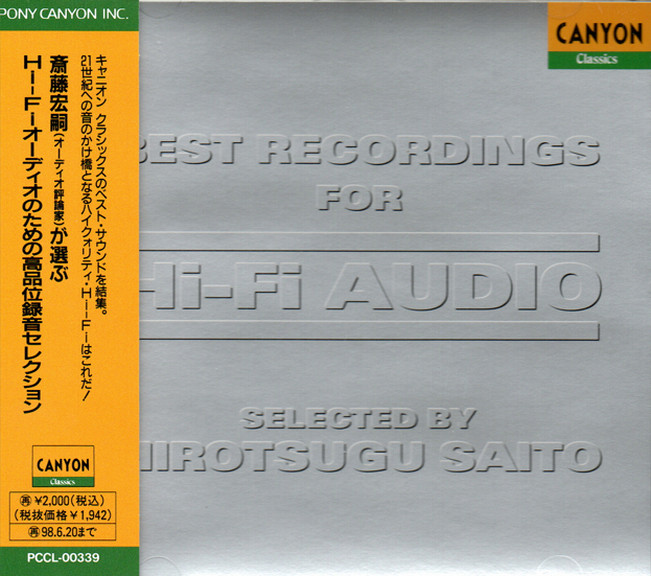 PONY CANYON INC.
キャニオン クラシックスのベスト・サウンドを結集。
21世紀への音のかけ橋となるハイクォリティ・Hi-Fiはこれだ!
斎藤宏嗣(オーディオ評論家)が選ぶ
Hi-Fiオーディオのための高品位録音セレクション
CANYON
Classics
再¥2,000(税込)
(税抜価格¥1,942)
再98.6.20まで
PCCL-00339
CANYON
Classics
BEST RECORDINGS
FOR
Hi-Fi AUDIO
SELECTED BY
HIROTSUGU SAITO